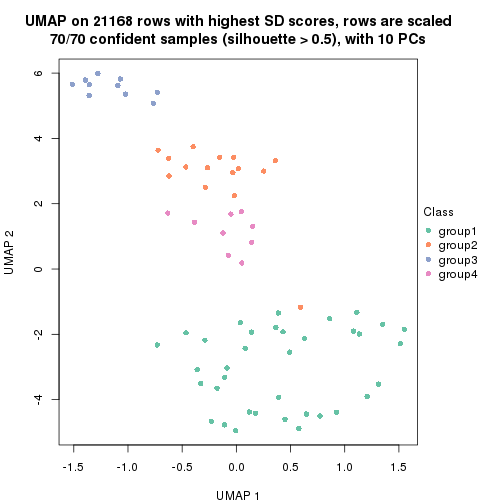 UMAP on 21168 rows with highest SD scores, rows are scaled
70/70 confident samples (silhouette > 0.5), with 10 PCs
6
4
2
0
-2
-4
UMAP 2
-1.5 -1.0 -0.5 0.0 0.5 1.0 1.5
UMAP 1
Class
group1
group2
group3
group4